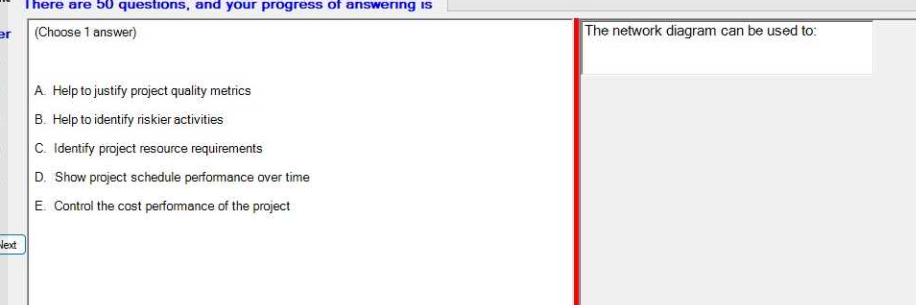 There are 50 questions, and your progress of answering is
er
(Choose 1 answer)
The network diagram can be used to:
A. Help to justify project quality metrics
B. Help to identify riskier activities
C. Identify project resource requirements
D. Show project schedule performance over time
E. Control the cost performance of the project
Next